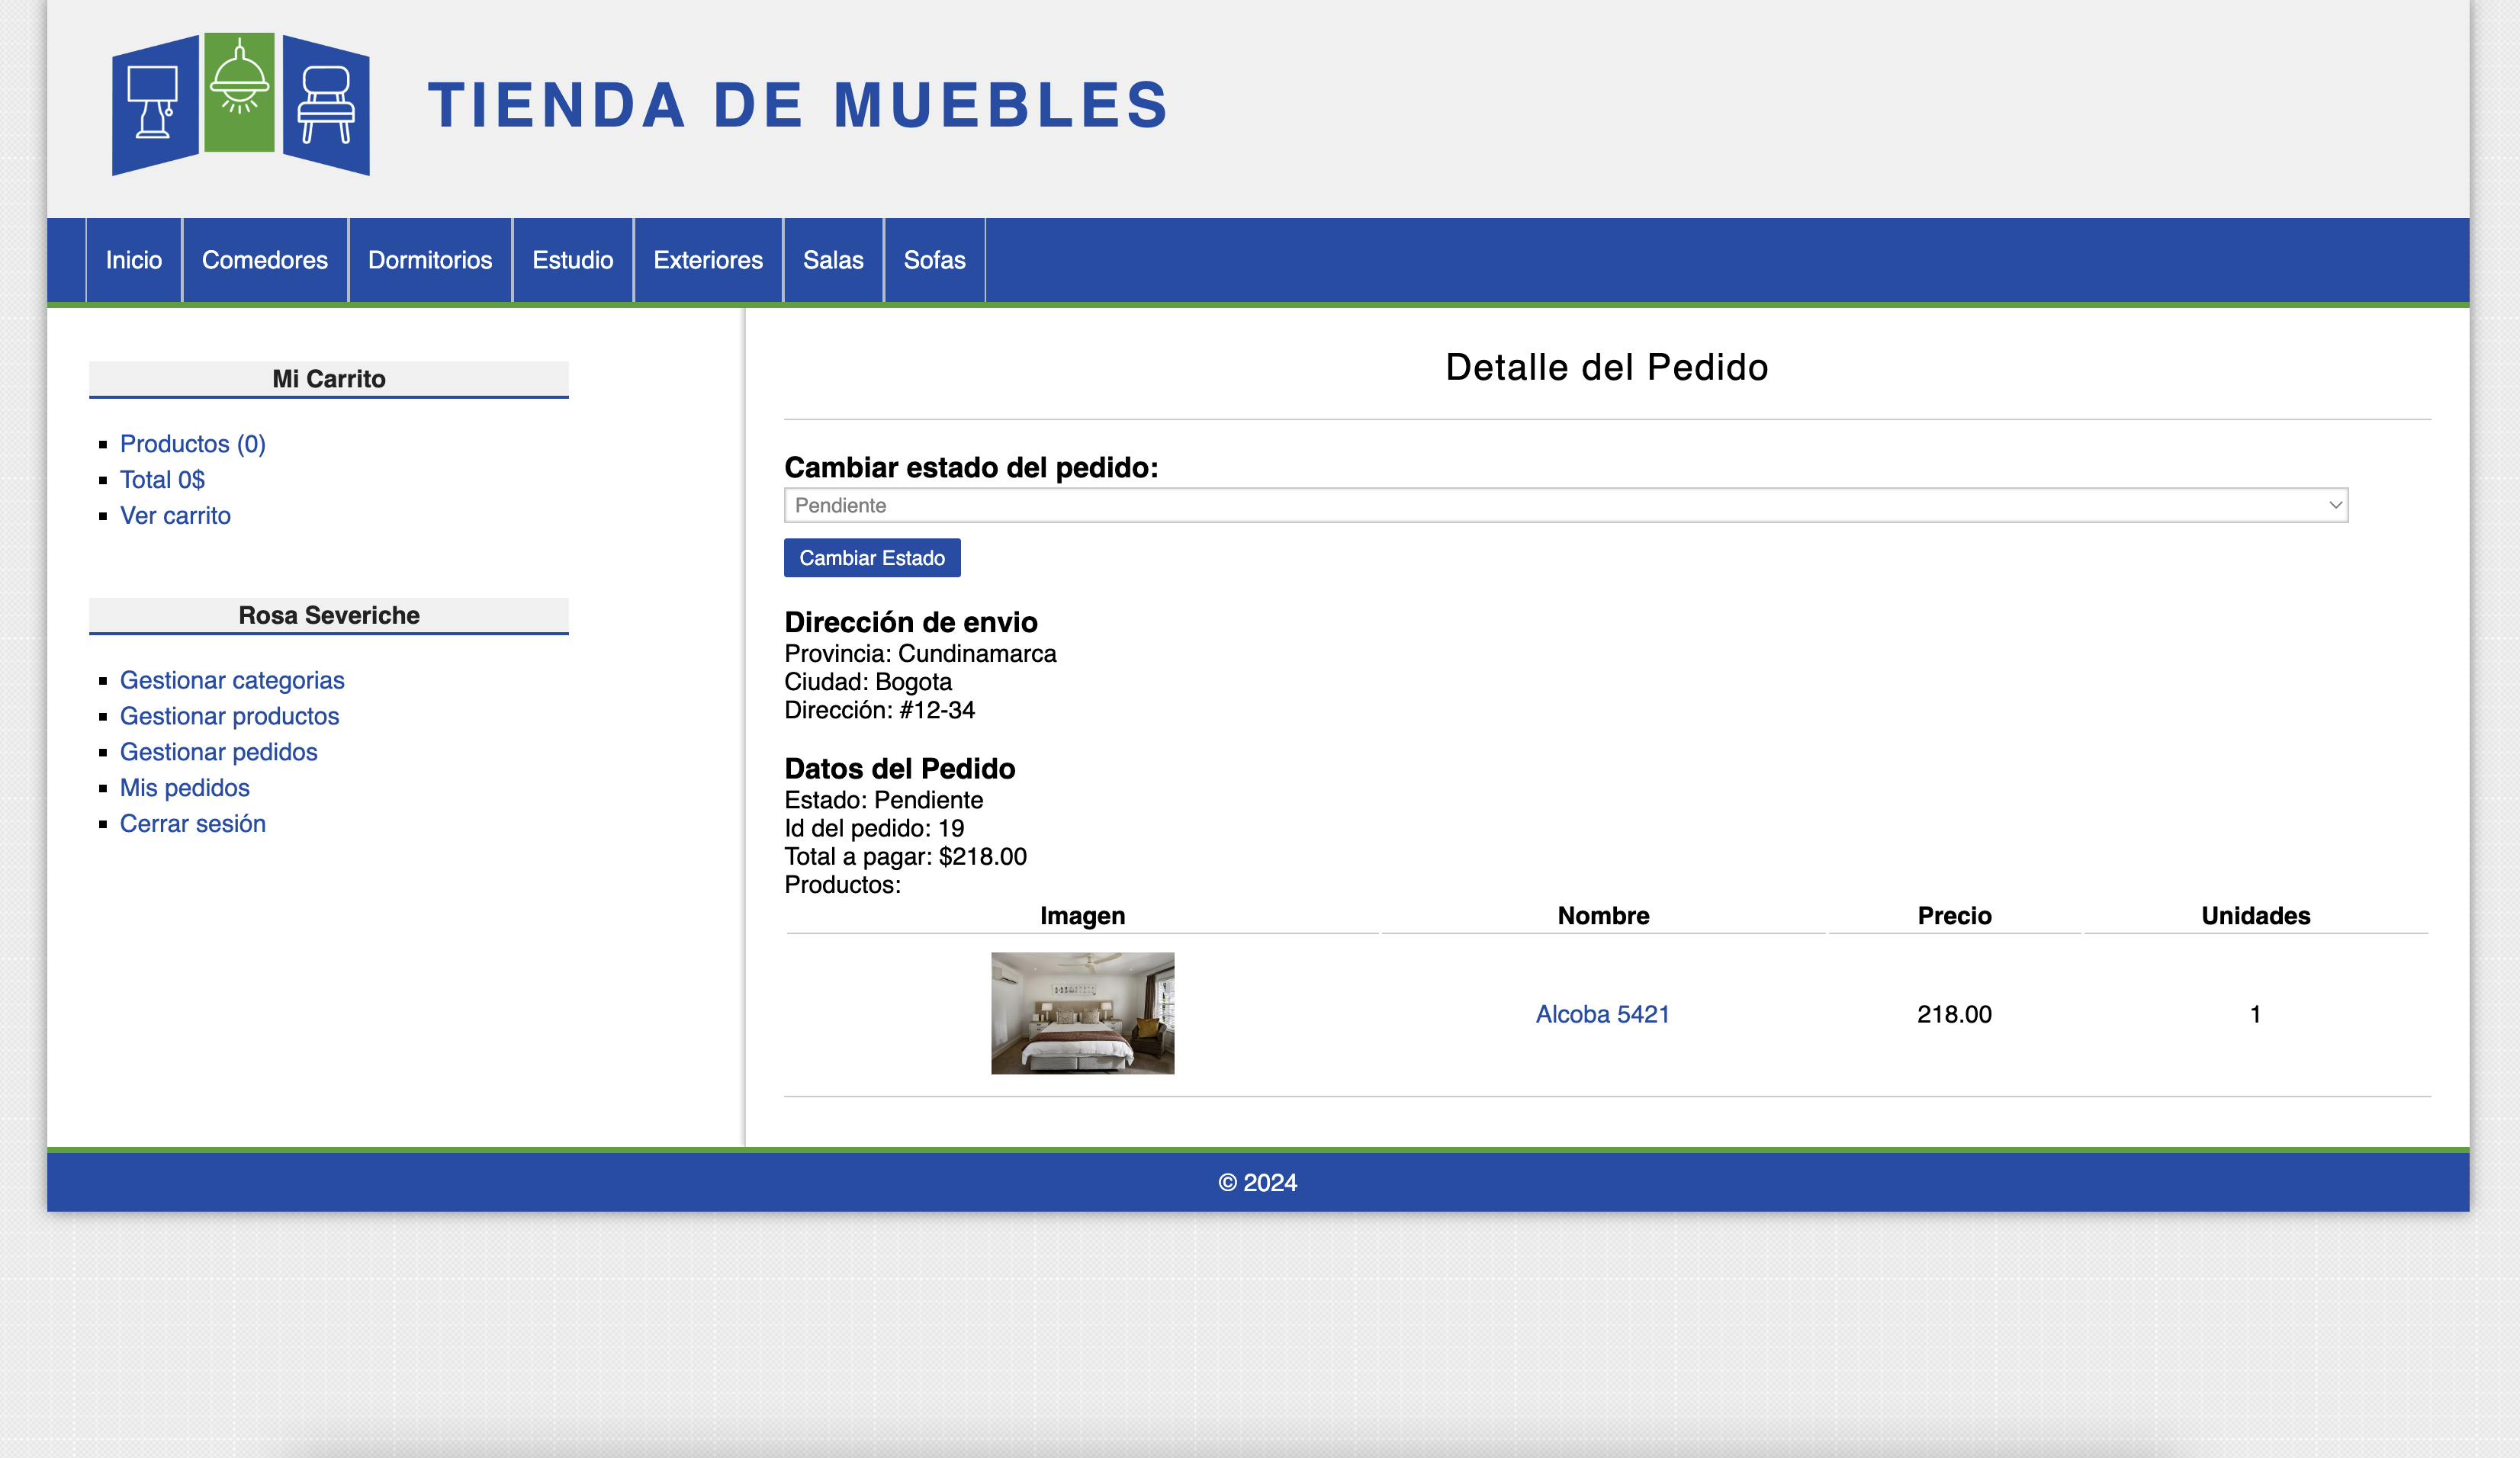 TIENDA DE MUEBLES
Inicio Comedores Dormitorios Estudio Exteriores Salas Sofas
Mi Carrito
Productos (0)
Total 0$
Ver carrito
Rosa Severiche
Gestionar categorias
Gestionar productos
Gestionar pedidos
Mis pedidos
Cerrar sesión
Detalle del Pedido
Cambiar estado del pedido:
Pendiente
Cambiar Estado
Dirección de envio
Provincia: Cundinamarca
Ciudad: Bogota
Dirección: #12-34
Datos del Pedido
Estado: Pendiente
Id del pedido: 19
Total a pagar: $218.00
Productos:
Imagen Nombre Precio Unidades
Alcoba 5421 218.00 1
© 2024